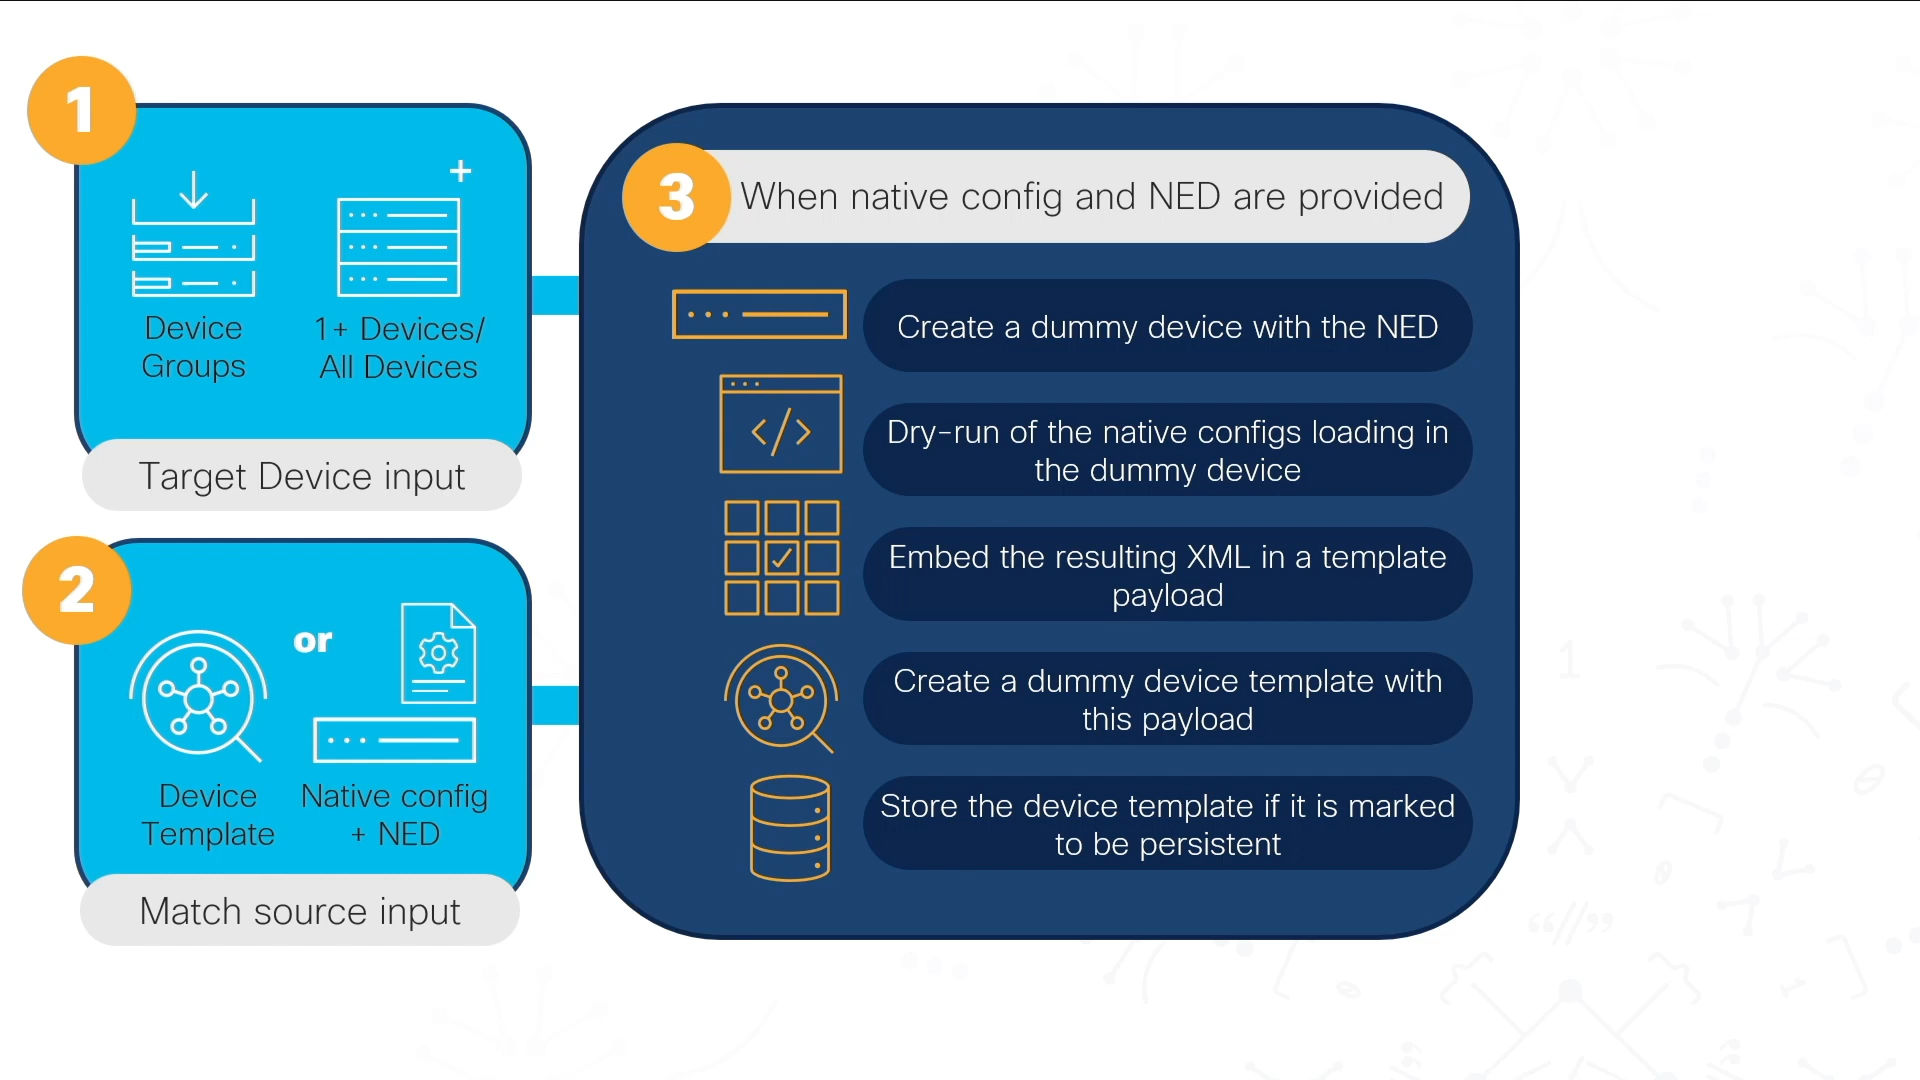 1
Device
Groups
1+ Devices/
All Devices
Target Device input
2
or
Device
Template
Native config
+ NED
Match source input
3
When native config and NED are provided
Create a dummy device with the NED
Dry-run of the native configs loading in
the dummy device
Embed the resulting XML in a template
payload
Create a dummy device template with
this payload
Store the device template if it is marked
to be persistent